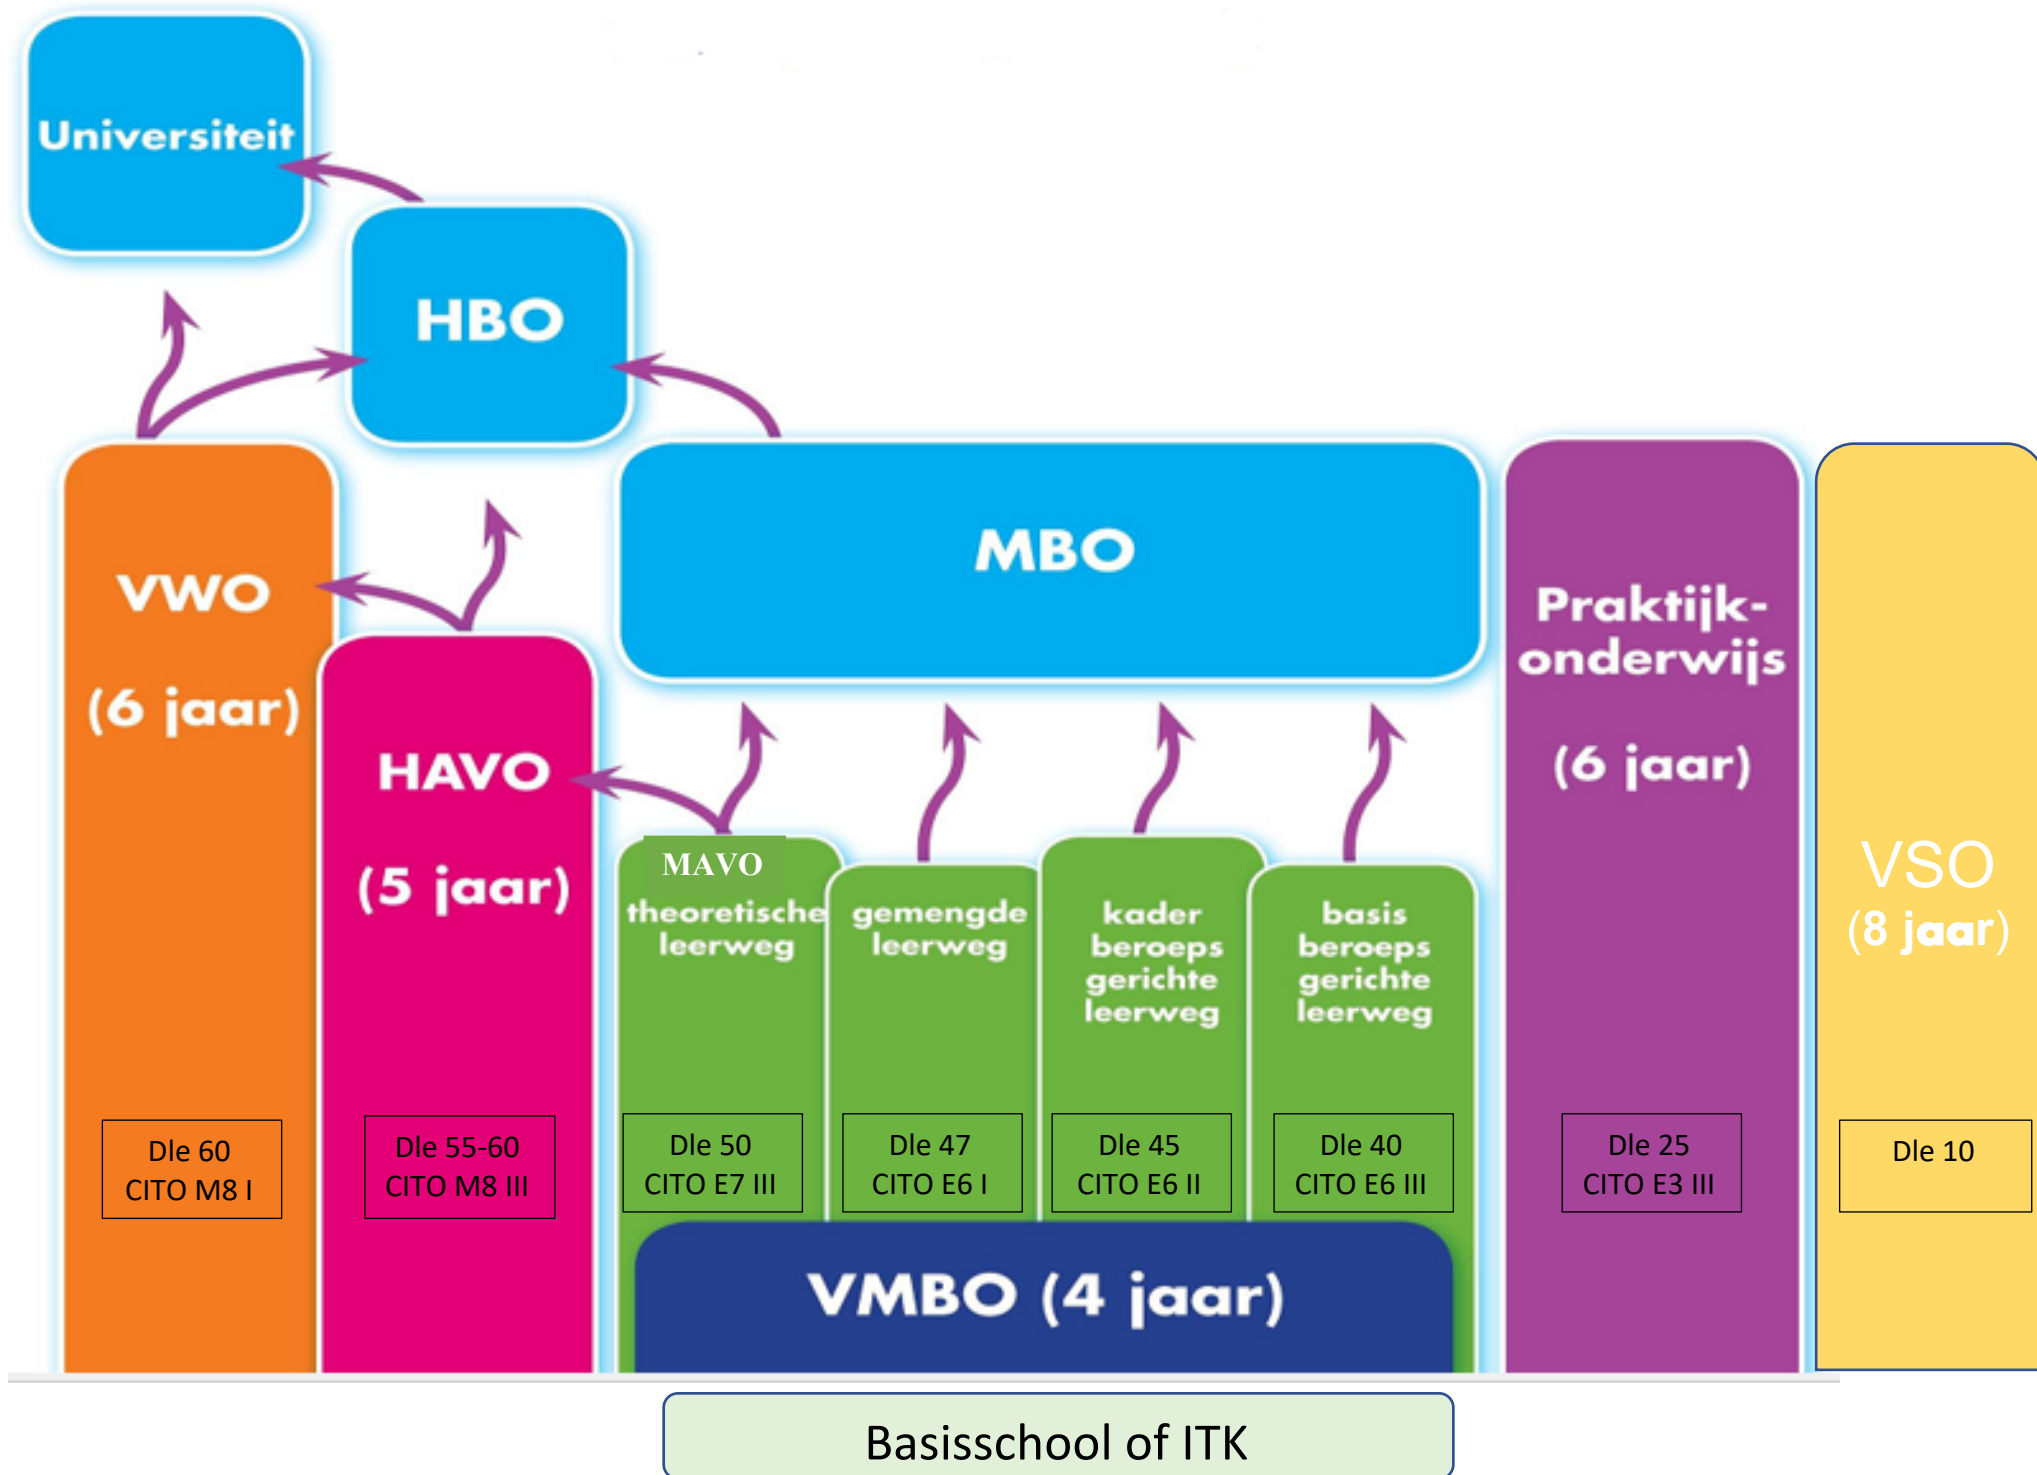 Universiteit
HBO
VWO
(6 jaar)
HAVO
(5 jaar)
MBO
Praktijk-
onderwijs
(6 jaar)
VSO
(8 jaar)
MAVO
theoretische
leerweg
gemengde
leerweg
kader
beroeps
gerichte
leerweg
basis
beroeps
gerichte
leerweg
Dle 60
CITO M8 I
Dle 55-60
CITO M8 III
Dle 50
CITO E7 III
Dle 47
CITO E6 I
Dle 45
CITO E6 II
Dle 40
CITO E6 III
Dle 25
CITO E3 III
Dle 10
VMBO (4 jaar)
Basisschool of ITK